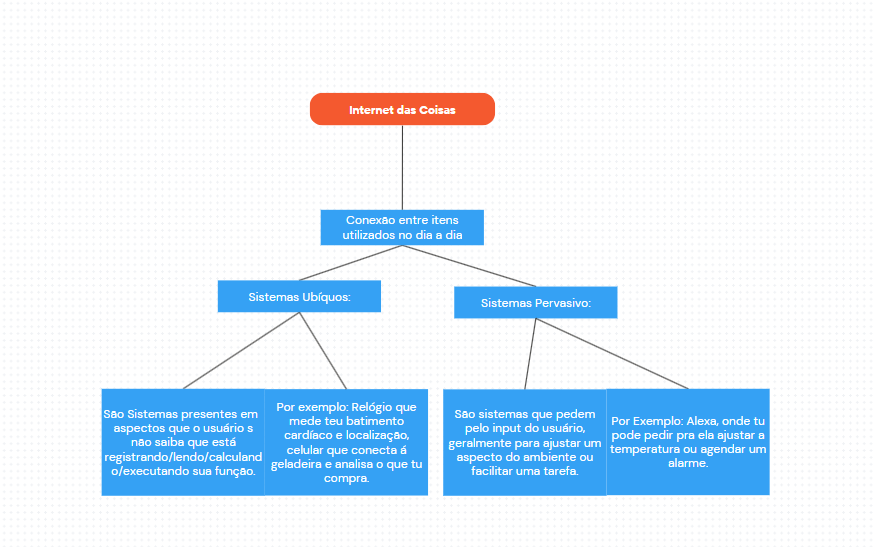 Internet das Coisas
Conexão entre itens
utilizados no dia a dia
Sistemas Ubíquos:
Sistemas Pervasivo:
São Sistemas presentes em
aspectos que o usuário s
não saiba que está
registrando/lendo/calculand
o/executando sua função.
Por exemplo: Relógio que
mede teu batimento
cardíaco e localização,
celular que conecta á
geladeira e analisa o que tu
compra.
São sistemas que pedem
pelo input do usuário,
geralmente para ajustar um
aspecto do ambiente ou
facilitar uma tarefa.
Por Exemplo: Alexa, onde tu
pode pedir pra ela ajustar a
temperatura ou agendar um
alarme.